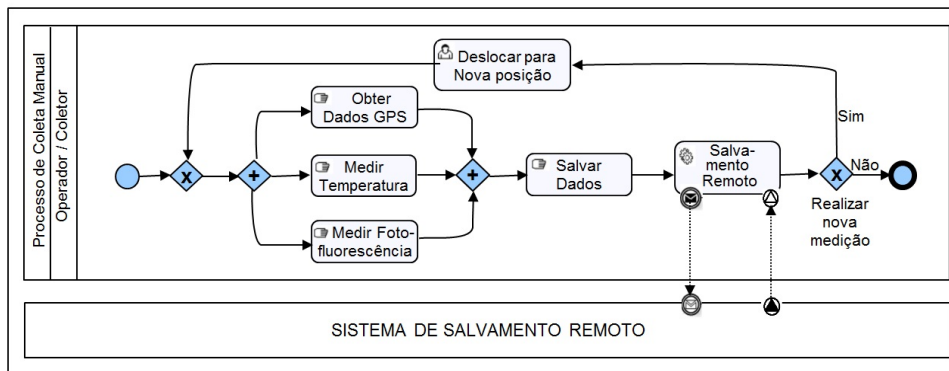 Processo de Coleta Manual
Operador / Coletor
Deslocar para
Nova posição
Obter
Dados GPS
Medir
Temperatura
Medir Foto-
fluorescência
Salvar
Dados
Salva-
mento
Remoto
Sim
Não
Realizar
nova
medição
SISTEMA DE SALVAMENTO REMOTO